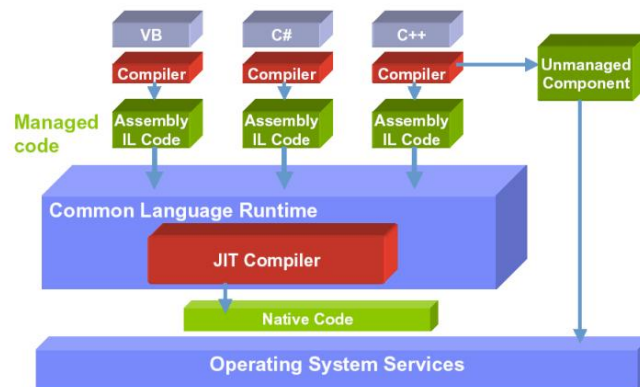 VB
C#
C++
Compiler
Compiler
Compiler
Unmanaged
Component
Managed
code
Assembly
IL Code
Assembly
IL Code
Assembly
IL Code
Common Language Runtime
JIT Compiler
Native Code
Operating System Services